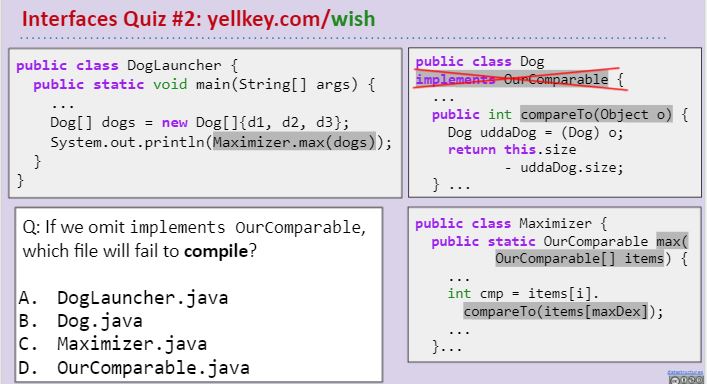 Interfaces Quiz #2: yellkey.com/wish
public class DogLauncher {
public static void main(String[] args) {
...
Dog[] dogs = new Dog[]{d1, d2, d3};
System.out.println(Maximizer.max(dogs));
}
}
public class Dog
implements OurComparable {
...
public int compareTo(Object o) {
Dog uddaDog = (Dog) o;
return this.size
- uddaDog.size;
} ...
Q: If we omit implements OurComparable,
which file will fail to compile?
A. DogLauncher.java
B. Dog.java
C. Maximizer.java
D. OurComparable.java
public class Maximizer {
public static OurComparable max(
OurComparable[] items) {
...
int cmp = items[i].
compareTo(items[maxDex]);
...
}...
datastructur.es